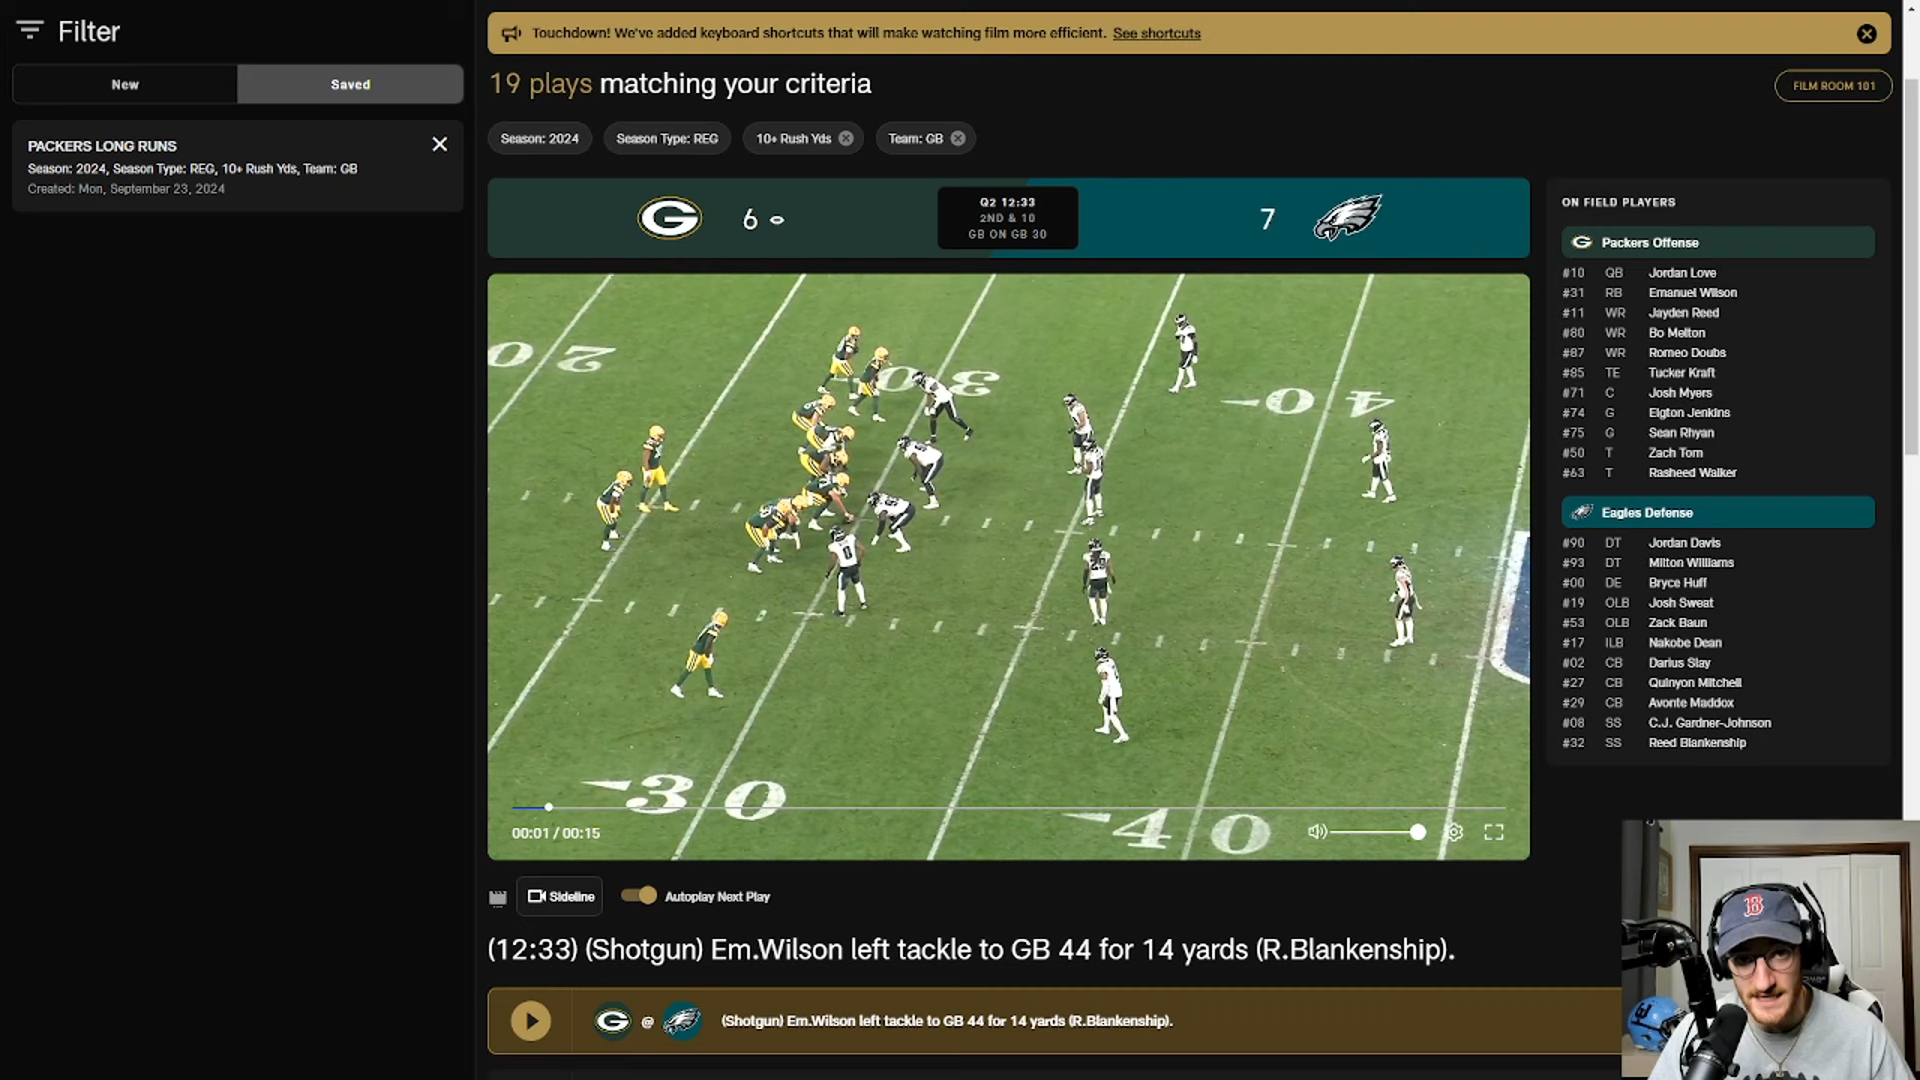 Filter
New
Saved
PACKERS LONG RUNS
Season: 2024, Season Type: REG, 10+ Rush Yds, Team: GB
Created: Mon, September 23, 2024
Touchdown! We've added keyboard shortcuts that will make watching film more efficient. See shortcuts
19 plays matching your criteria
FILM ROOM 101
Season: 2024
Season Type: REG
10+ Rush Yds
Team: GB
G
6
Q2 12:33
2ND & 10
GB ON GB 30
7
ON FIELD PLAYERS
Packers Offense
#10 QB Jordan Love
#31 RB Emanuel Wilson
#11 WR Jayden Reed
#80 WR Bo Melton
#87 WR Romeo Doubs
#85 TE Tucker Kraft
#71 C Josh Myers
#74 G Elgton Jenkins
#75 G Sean Rhyan
#50 T Zach Tom
#63 T Rasheed Walker
Eagles Defense
#90 DT Jordan Davis
#93 DT Milton Williams
#00 DE Bryce Huff
#19 OLB Josh Sweat
#53 OLB Zack Baun
#17 ILB Nakobe Dean
#02 CB Darius Slay
#27 CB Quinyon Mitchell
#29 CB Avonte Maddox
#08 SS C.J. Gardner-Johnson
#32 SS Reed Blankenship
20
30
40
0
29
30
40
00:01 / 00:15
Sideline
Autoplay Next Play
(12:33) (Shotgun) Em.Wilson left tackle to GB 44 for 14 yards (R.Blankenship).
G @ (Shotgun) Em.Wilson left tackle to GB 44 for 14 yards (R.Blankenship).
B